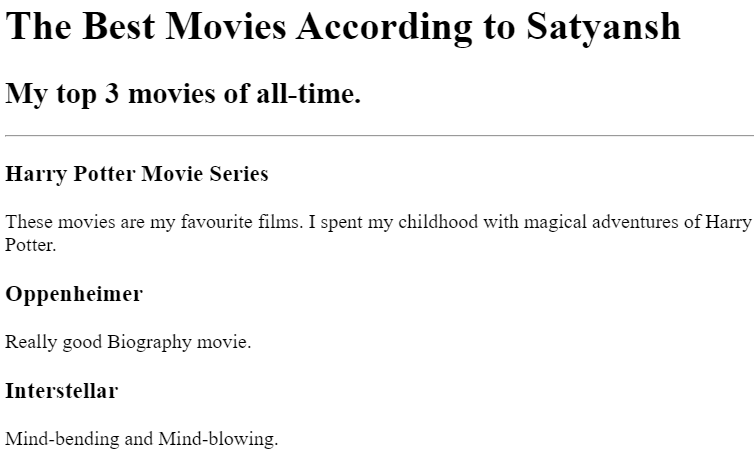 The Best Movies According to Satyansh
My top 3 movies of all-time.
Harry Potter Movie Series
These movies are my favourite films. I spent my childhood with magical adventures of Harry
Potter.
Oppenheimer
Really good Biography movie.
Interstellar
Mind-bending and Mind-blowing.